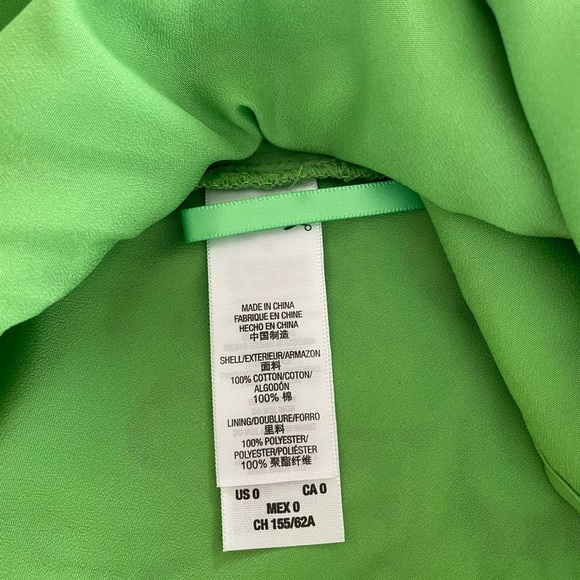 MADE IN CHINA
FABRIQUE EN CHINE
HECHO EN CHINA
中国制造
SHELL/EXTERIEUR/ARMAZON
面料
100% COTTON/COTON/
ALGODÓN
100% 棉
LINING/DOUBLURE/FORRO
里料
100% POLYESTER/
POLYESTER/POLIÉSTER
100% 聚酯纤维
US 0 CA 0
MEX 0
CH 155/62A